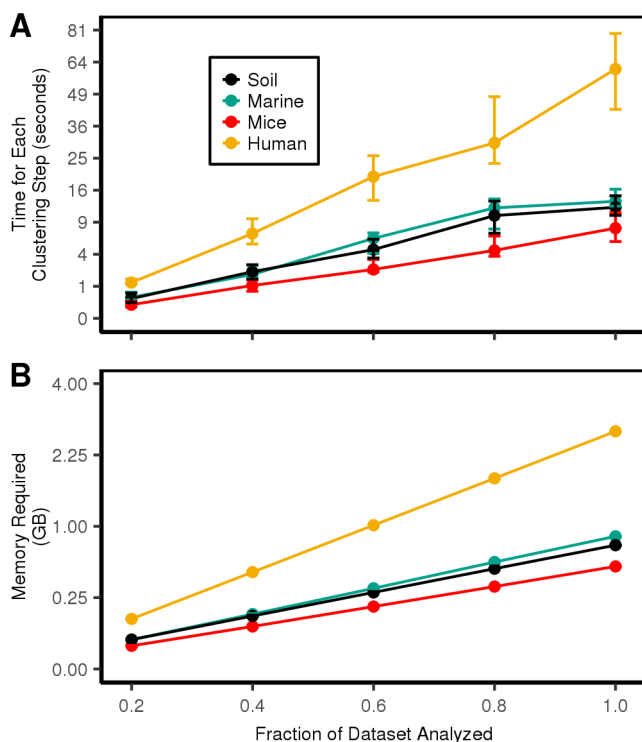 A
Time for Each
Clustering Step (seconds)
81
64
49
36
25
16
9
4
1
0
Soil
Marine
Mice
Human
B
Memory Required
(GB)
4.00
2.25
1.00
0.25
0.00
0.2 0.4 0.6 0.8 1.0
Fraction of Dataset Analyzed